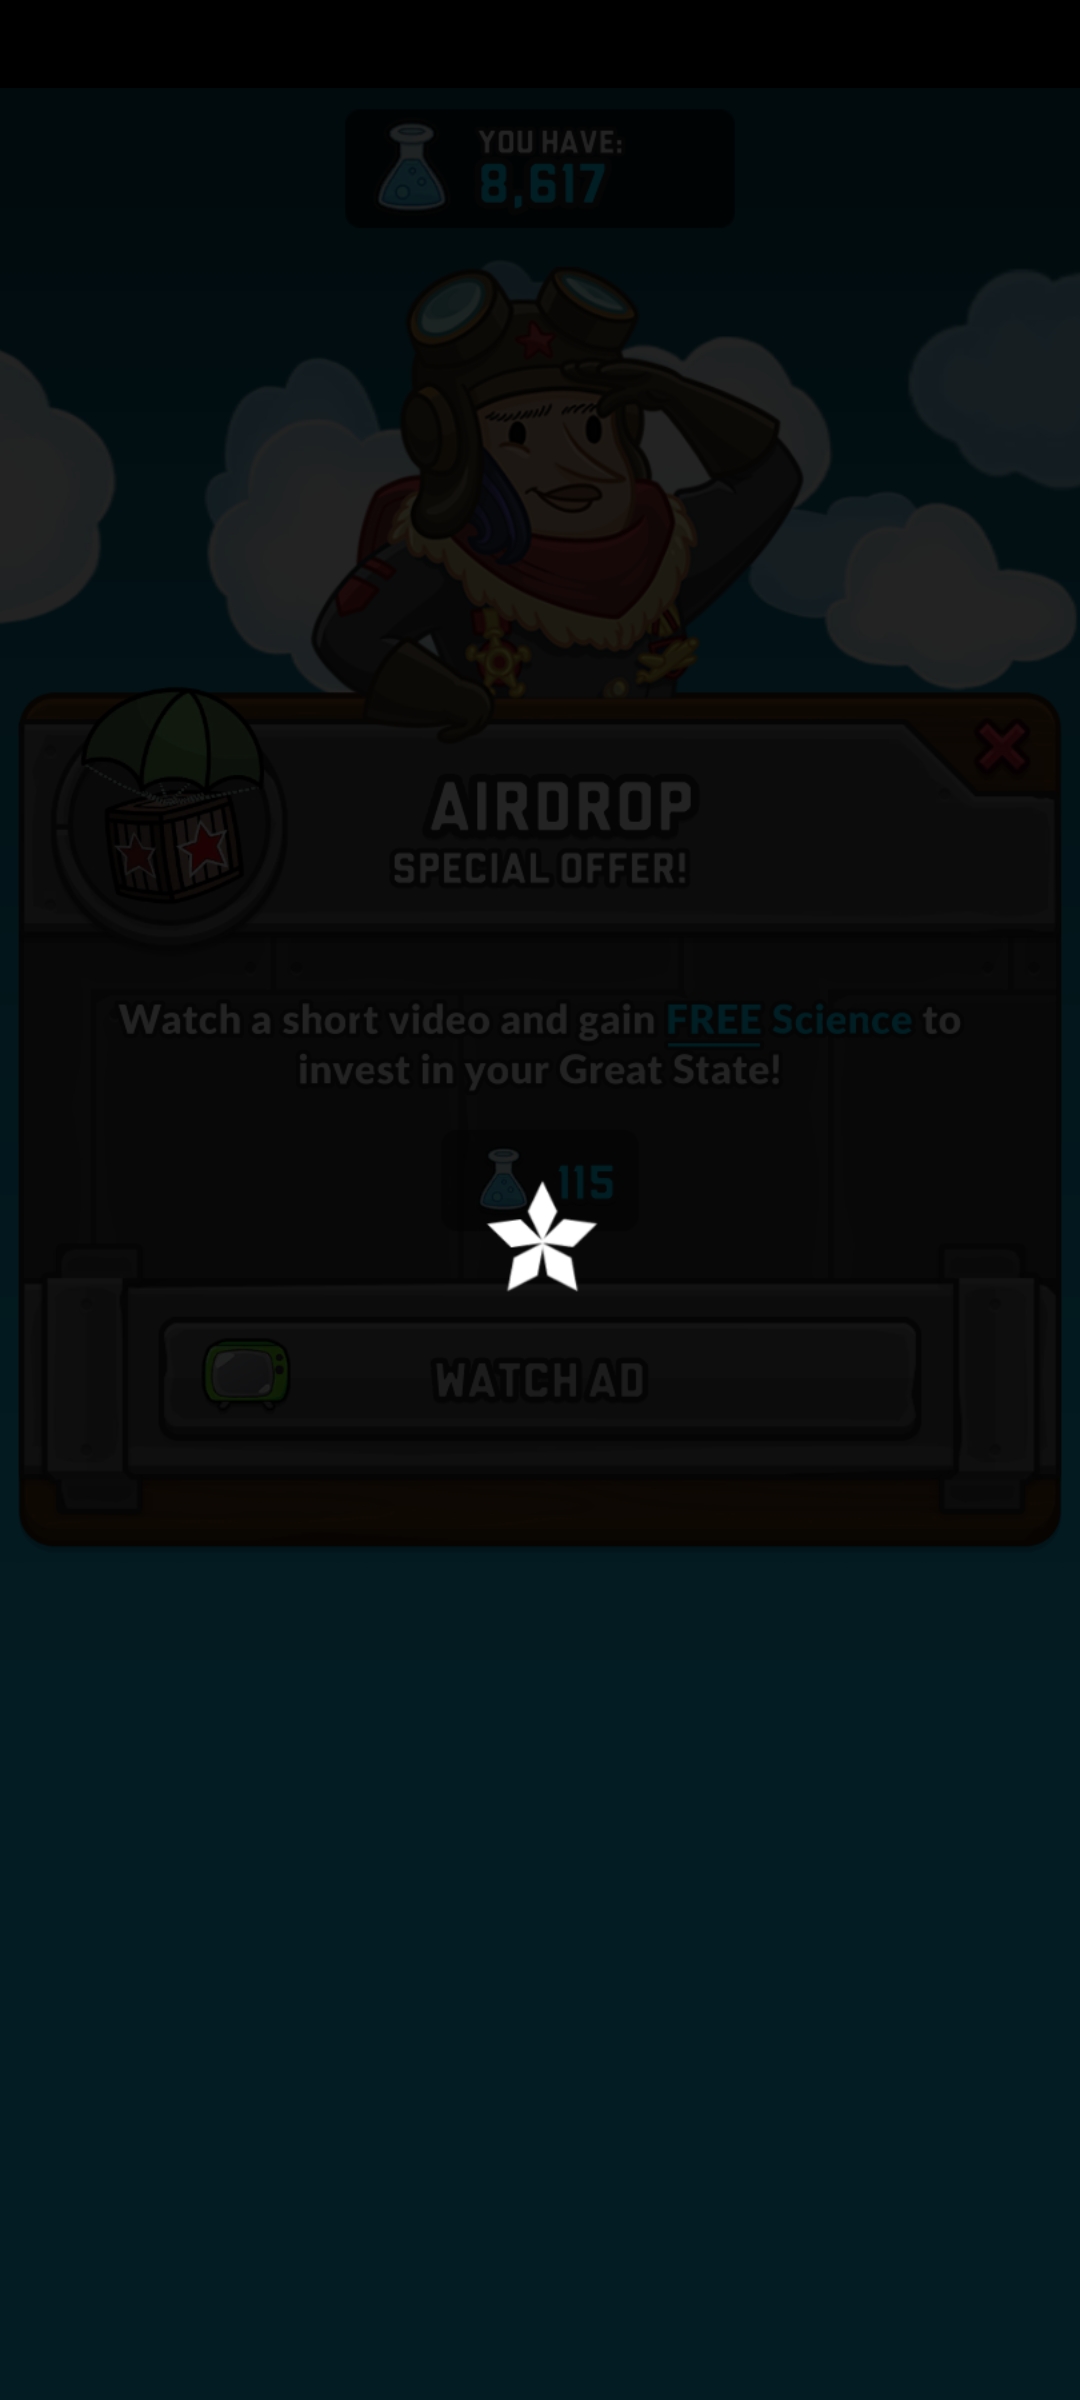 YOU HAVE:
8,617
AIRDROP
SPECIAL OFFER!
Watch a short video and gain FREE Science to
invest in your Great State!
115
WATCH AD